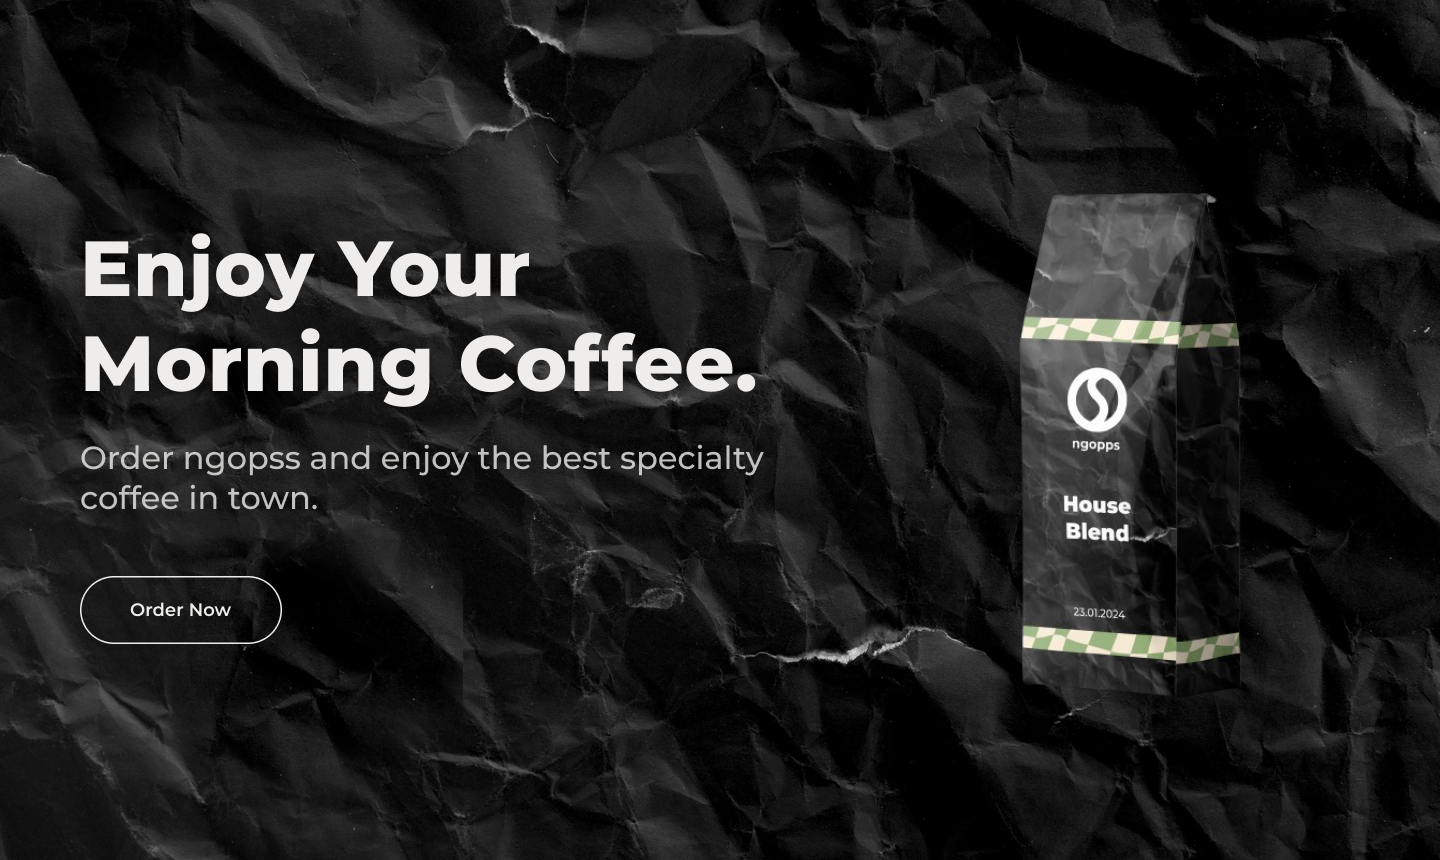 Enjoy Your
Morning Coffee.
Order ngopss and enjoy the best specialty
coffee in town.
Order Now
ngopps
House
Blend
23.01.2024